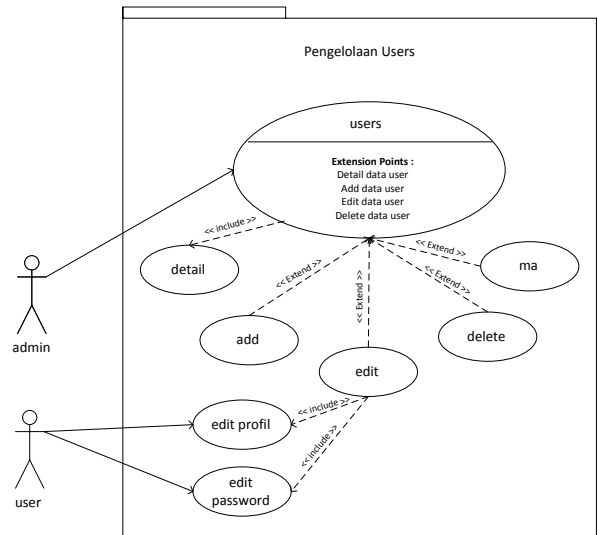 Pengelolaan Users
users
Extension Points :
Detail data user
Add data user
Edit data user
Delete data user
<< include >>
<< Extend >>
<< Extend >>
<< Extend >>
<< Extend >>
detail
ma
add
delete
edit
admin
<< include >>
edit profil
<< include >>
edit
password
user